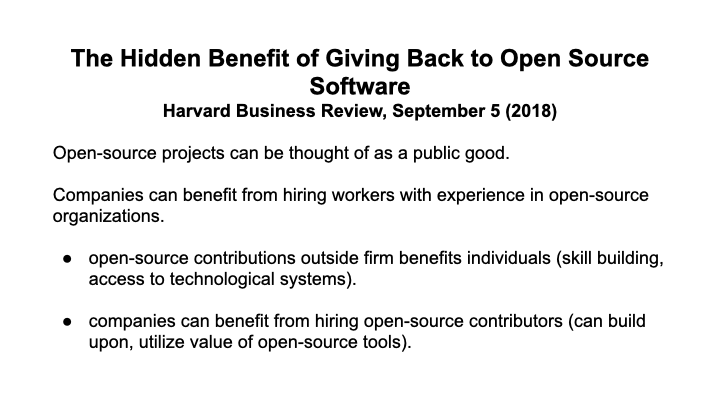 The Hidden Benefit of Giving Back to Open Source
Software
Harvard Business Review, September 5 (2018)
Open-source projects can be thought of as a public good.
Companies can benefit from hiring workers with experience in open-source
organizations.
● open-source contributions outside firm benefits individuals (skill building,
access to technological systems).
● companies can benefit from hiring open-source contributors (can build
upon, utilize value of open-source tools).